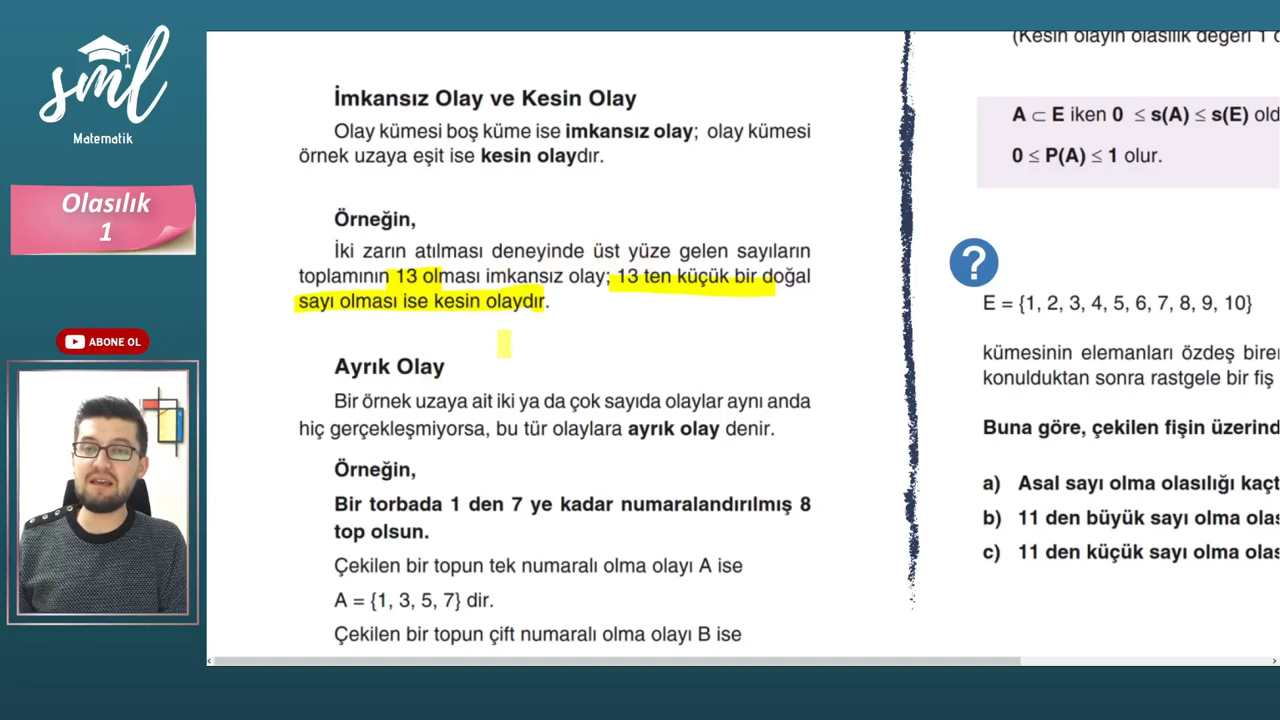 sml
Matematik
Olasılık
1
ABONE OL
İmkansız Olay ve Kesin Olay
Olay kümesi boş küme ise imkansız olay; olay kümesi
örnek uzaya eşit ise kesin olaydır.
Örneğin,
İki zarın atılması deneyinde üst yüze gelen sayıların
toplamının 13 olması imkansız olay; 13 ten küçük bir doğal
sayı olması ise kesin olaydır.
Ayrık Olay
Bir örnek uzaya ait iki ya da çok sayıda olaylar aynı anda
hiç gerçekleşmiyorsa, bu tür olaylara ayrık olay denir.
Örneğin,
Bir torbada 1 den 7 ye kadar numaralandırılmış 8
top olsun.
Çekilen bir topun tek numaralı olma olayı A ise
A = {1, 3, 5, 7} dir.
Çekilen bir topun çift numaralı olma olayı B ise
(Kesin olayın olasılık değeri 1
A ⊂ E iken 0 ≤ s(A) ≤ s(E) old
0 ≤ P(A) ≤ 1 olur.
?
E = {1, 2, 3, 4, 5, 6, 7, 8, 9, 10}
kümesinin elemanları özdeş birer
konulduktan sonra rastgele bir fiş
Buna göre, çekilen fişin üzerind
a) Asal sayı olma olasılığı kaçt
b) 11 den büyük sayı olma olas
c) 11 den küçük sayı olma olas